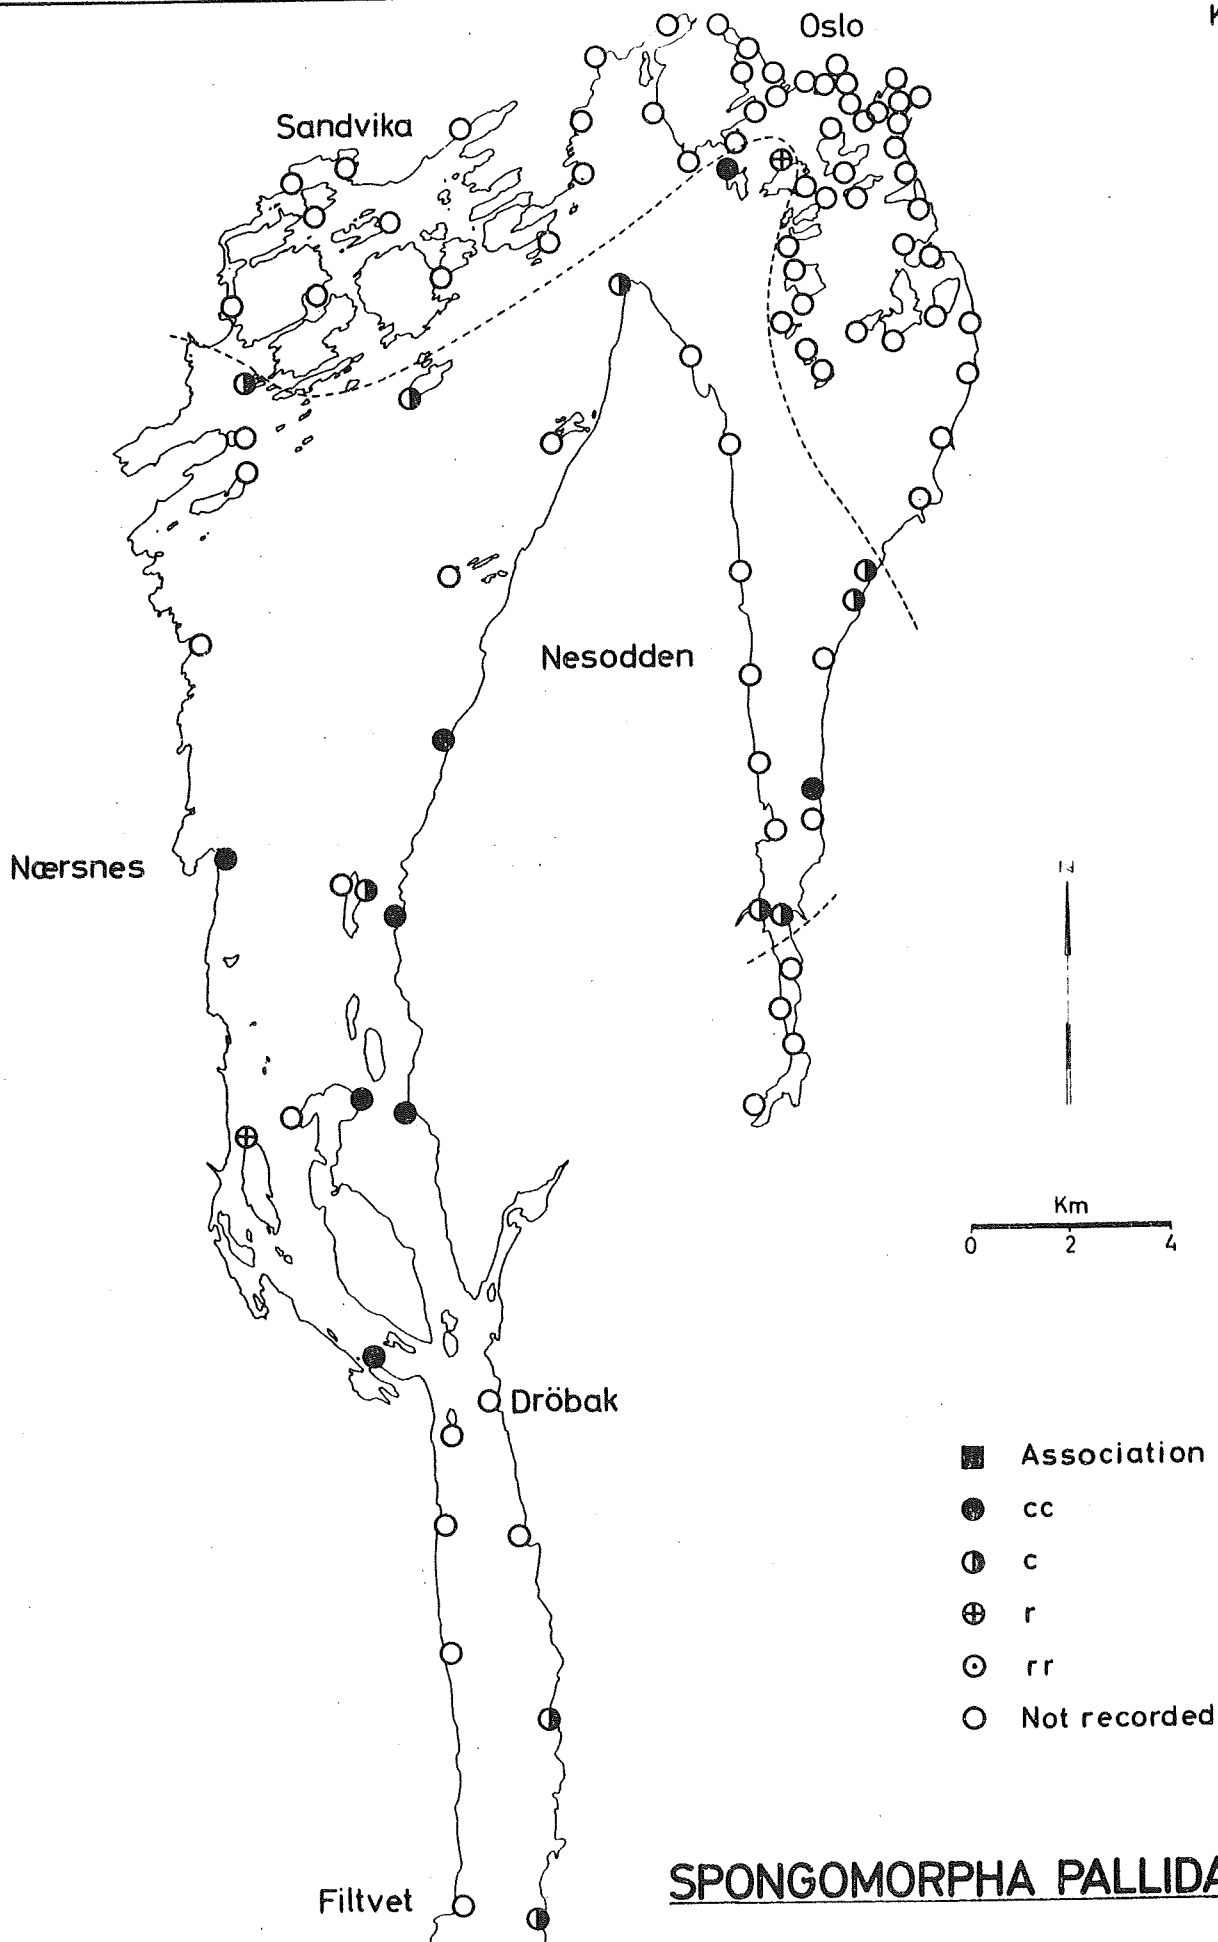 K
Oslo
Sandvika
Nesodden
Nærsnes
N
Km
0 2 4
Dröbak
Association
cc
c
r
rr
Not recorded
Filtvet
SPONGOMORPHA PALLIDA